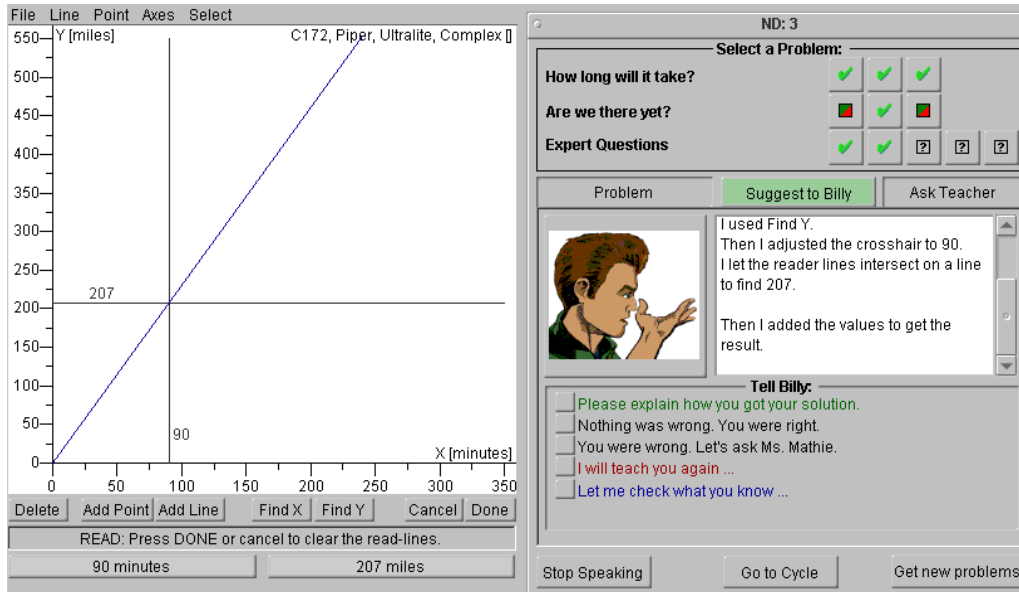 File Line Point Axes Select
Y [miles]
C172, Piper, Ultralite, Complex []
550
500
450
400
350
300
250
200
150
100
50
0
207
90
X [minutes]
0 50 100 150 200 250 300 350
Delete Add Point Add Line Find X Find Y Cancel Done
READ: Press DONE or cancel to clear the read-lines.
90 minutes 207 miles
ND: 3
Select a Problem:
How long will it take?
Are we there yet?
Expert Questions ? ? ?
Problem Suggest to Billy Ask Teacher
I used Find Y.
Then I adjusted the crosshair to 90.
I let the reader lines intersect on a line
to find 207.
Then I added the values to get the
result.
Tell Billy:
Please explain how you got your solution.
Nothing was wrong. You were right.
You were wrong. Let's ask Ms. Mathie.
I will teach you again ...
Let me check what you know ...
Stop Speaking Go to Cycle Get new problems